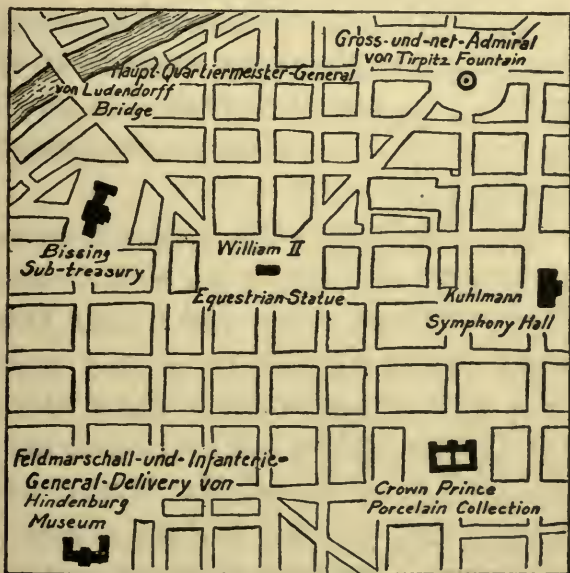 Gross-und-net-Admiral
von Tirpitz Fountain
Haupt-Quartiermeister-General
von Ludendorff
Bridge
Bissing
Sub-treasury
William II
Equestrian-Statue
Kuhlmann
Symphony Hall
Feldmarschall-und-Infanterie-
General-Delivery von
Hindenburg
Museum
Crown Prince
Porcelain Collection